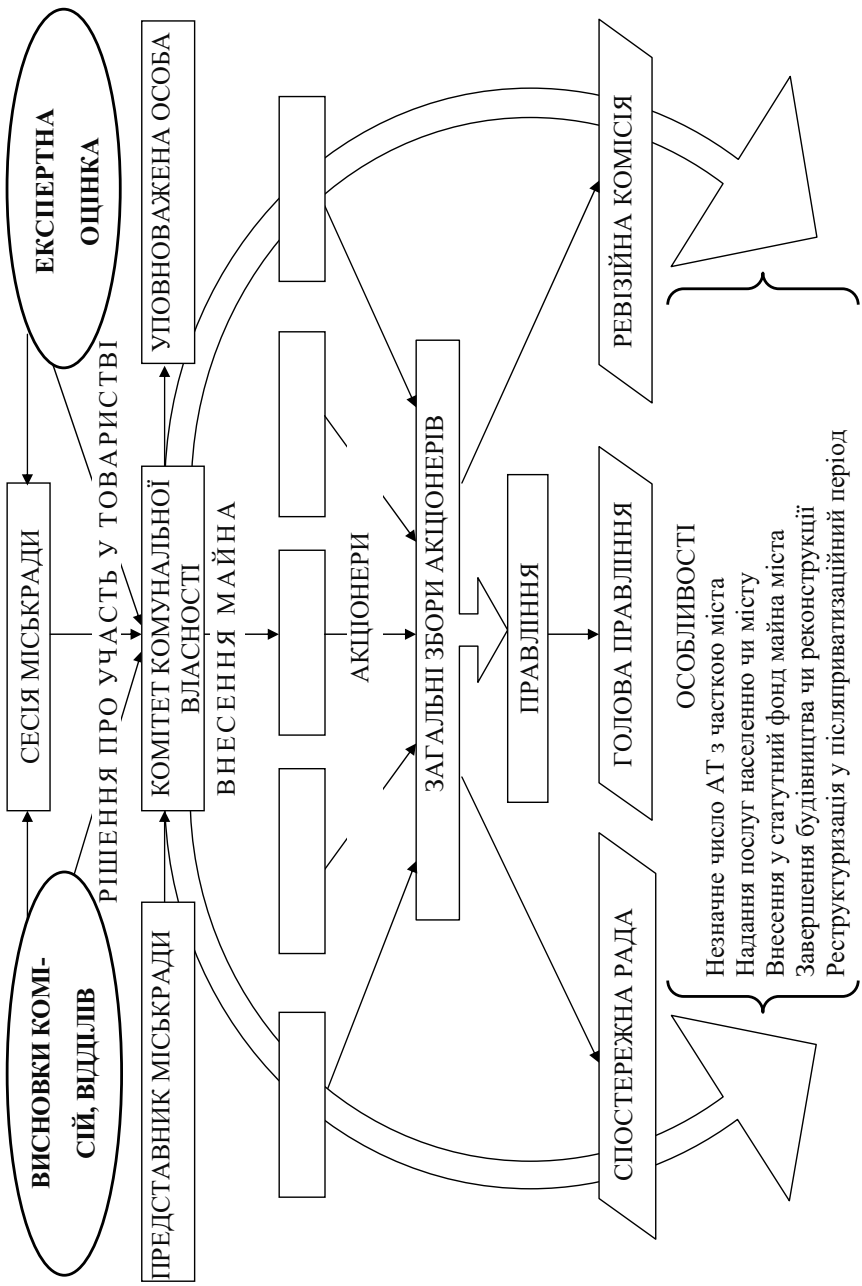 ВИСНОВКИ КОМІ-
СІЙ, ВІДДІЛІВ
СЕСІЯ МІСЬКРАДИ
ЕКСПЕРТНА
ОЦІНКА
РІШЕННЯ ПРО УЧАСТЬ У ТОВАРИСТВІ
ПРЕДСТАВНИК МІСЬКРАДИ
КОМІТЕТ КОМУНАЛЬНОЇ
ВЛАСНОСТІ
УПОВНОВАЖЕНА ОСОБА
ВНЕСЕННЯ МАЙНА
АКЦІОНЕРИ
ЗАГАЛЬНІ ЗБОРИ АКЦІОНЕРІВ
ПРАВЛІННЯ
СПОСТЕРЕЖНА РАДА
ГОЛОВА ПРАВЛІННЯ
РЕВІЗІЙНА КОМІСІЯ
ОСОБЛИВОСТІ
Незначне число АТ з часткою міста
Надання послуг населенню чи місту
Внесення у статутний фонд майна міста
Завершення будівництва чи реконструкції
Реструктуризація у післяприватизаційний період